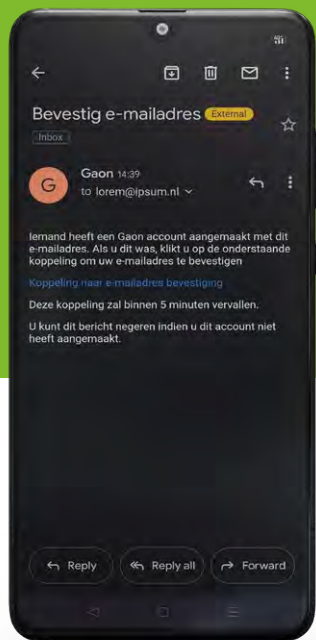 4G
Bevestig e-mailadres External
Inbox
G
Gaon 14:39
to lorem@ipsum.nl
Iemand heeft een Gaon account aangemaakt met dit
e-mailadres. Als u dit was, klikt u op de onderstaande
koppeling om uw e-mailadres te bevestigen
Koppeling naar e-mailadres bevestiging
Deze koppeling zal binnen 5 minuten vervallen.
U kunt dit bericht negeren indien u dit account niet
heeft aangemaakt.
Reply Reply all Forward